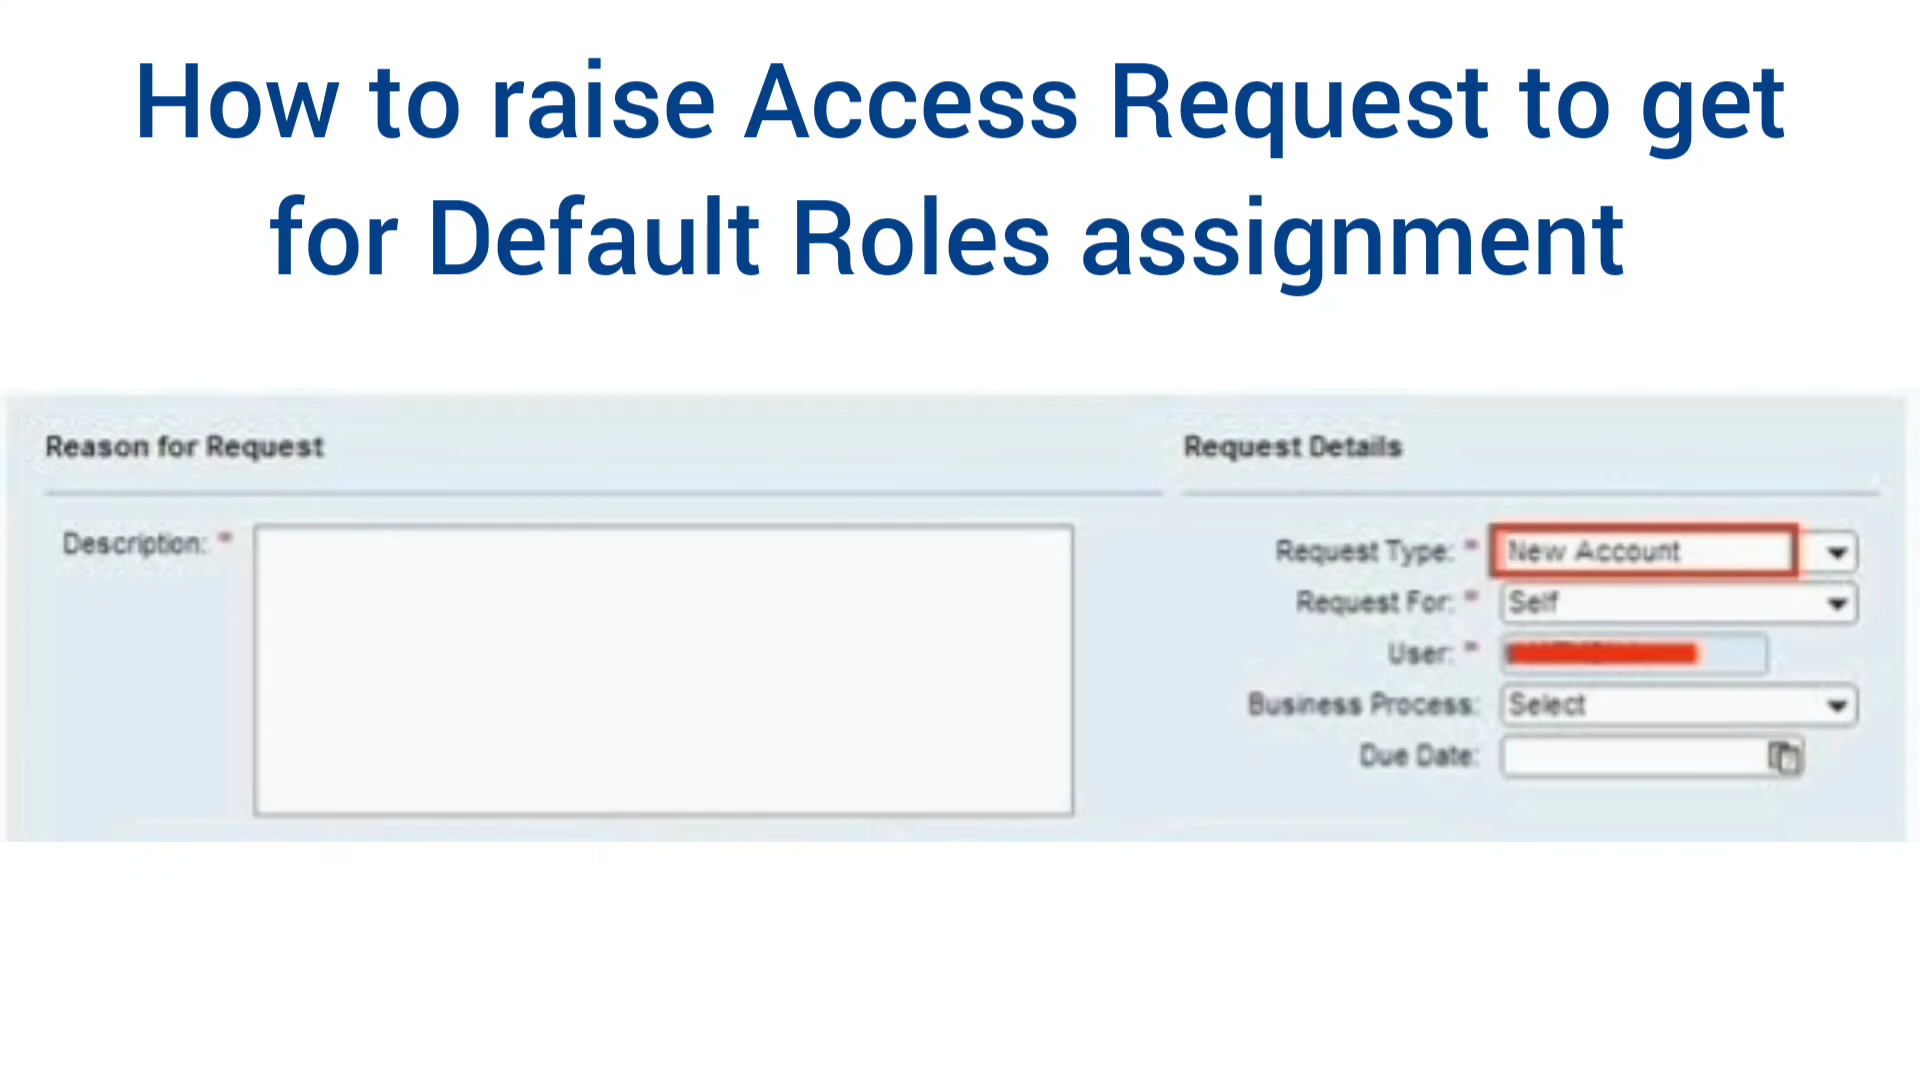 How to raise Access Request to get
for Default Roles assignment
Reason for Request
Request Details
Description: *
Request Type: * New Account
Request For: * Self
User: *
Business Process: Select
Due Date: